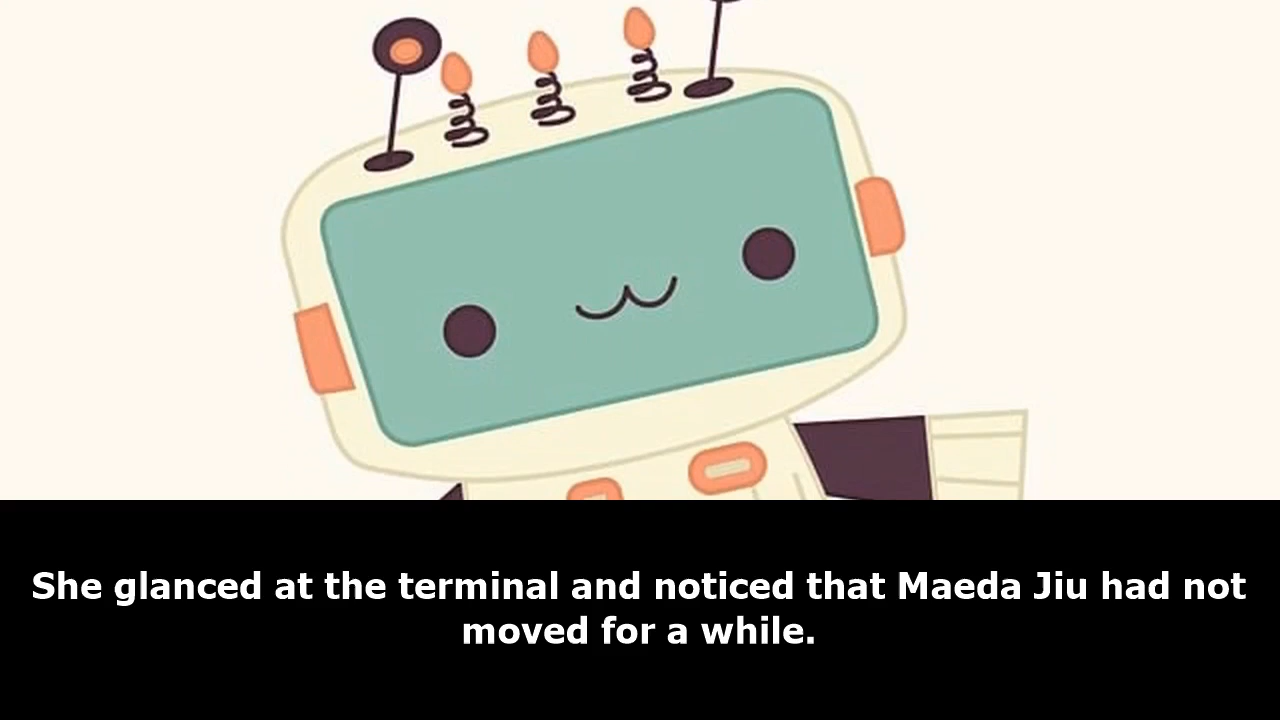 She glanced at the terminal and noticed that Maeda Jiu had not
moved for a while.